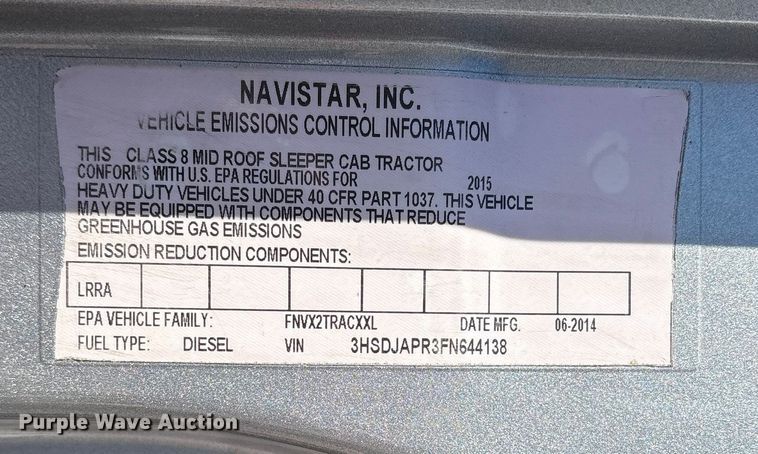 NAVISTAR, INC.
VEHICLE EMISSIONS CONTROL INFORMATION
THIS CLASS 8 MID ROOF SLEEPER CAB TRACTOR
CONFORMS WITH U.S. EPA REGULATIONS FOR 2015
HEAVY DUTY VEHICLES UNDER 40 CFR PART 1037. THIS VEHICLE
MAY BE EQUIPPED WITH COMPONENTS THAT REDUCE
GREENHOUSE GAS EMISSIONS
EMISSION REDUCTION COMPONENTS:
LRRA
EPA VEHICLE FAMILY: FNVX2TRACXXL DATE MFG. 06-2014
FUEL TYPE: DIESEL VIN 3HSDJAPR3FN644138
Purple Wave Auction